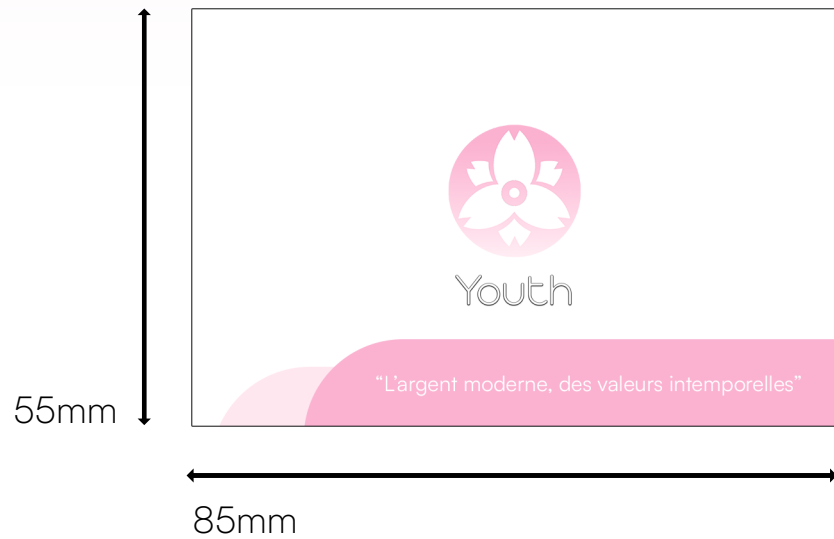 Youth
“L’argent moderne, des valeurs intemporelles”
55mm
85mm